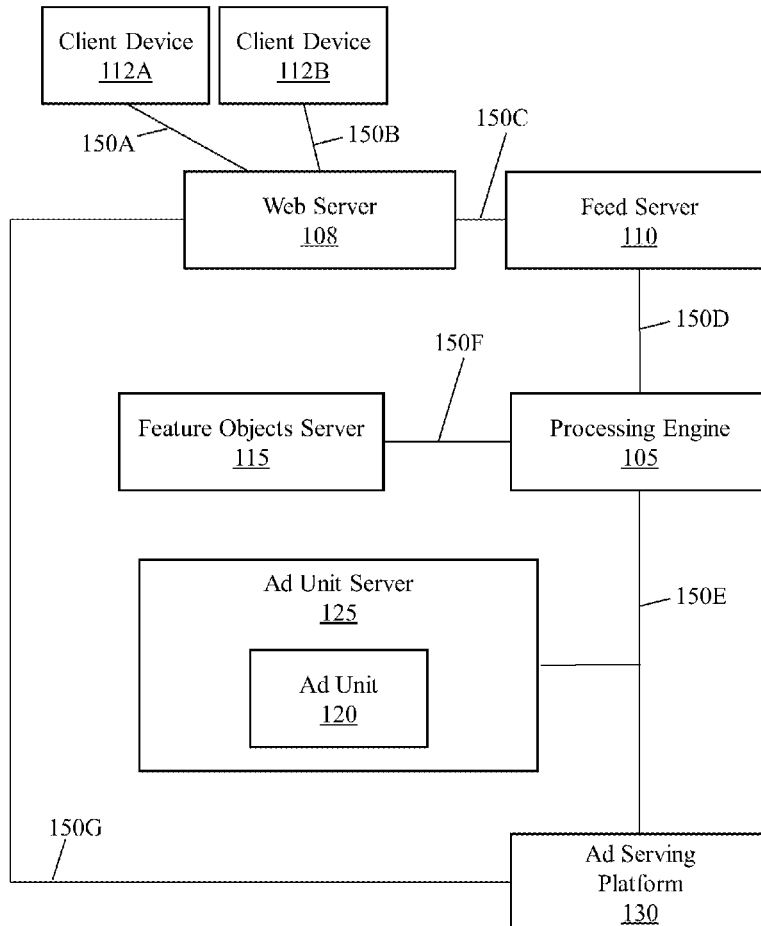 Client Device
112A
Client Device
112B
150A
150B
150C
Web Server
108
Feed Server
110
150D
150F
Feature Objects Server
115
Processing Engine
105
Ad Unit Server
125
150E
Ad Unit
120
150G
Ad Serving
Platform
130